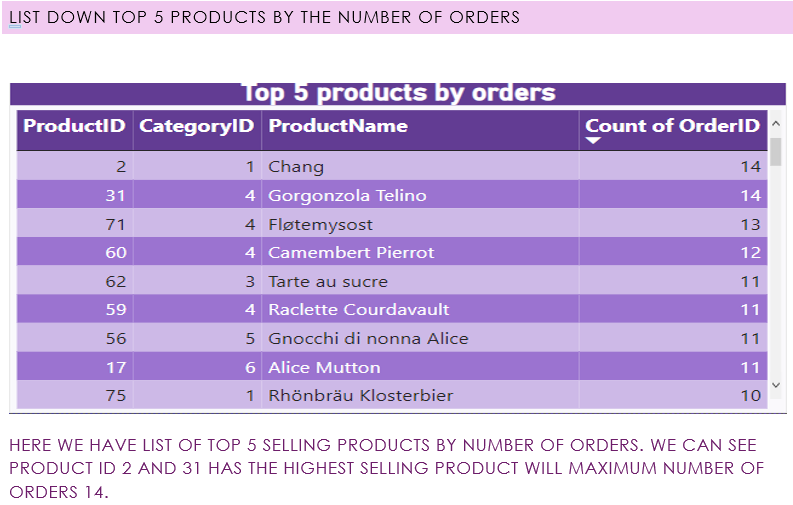 LIST DOWN TOP 5 PRODUCTS BY THE NUMBER OF ORDERS
Top 5 products by orders
ProductID CategoryID ProductName Count of OrderID
2 1 Chang 14
31 4 Gorgonzola Telino 14
71 4 Fløtemysost 13
60 4 Camembert Pierrot 12
62 3 Tarte au sucre 11
59 4 Raclette Courdavault 11
56 5 Gnocchi di nonna Alice 11
17 6 Alice Mutton 11
75 1 Rhönbräu Klosterbier 10
HERE WE HAVE LIST OF TOP 5 SELLING PRODUCTS BY NUMBER OF ORDERS. WE CAN SEE
PRODUCT ID 2 AND 31 HAS THE HIGHEST SELLING PRODUCT WILL MAXIMUM NUMBER OF
ORDERS 14.